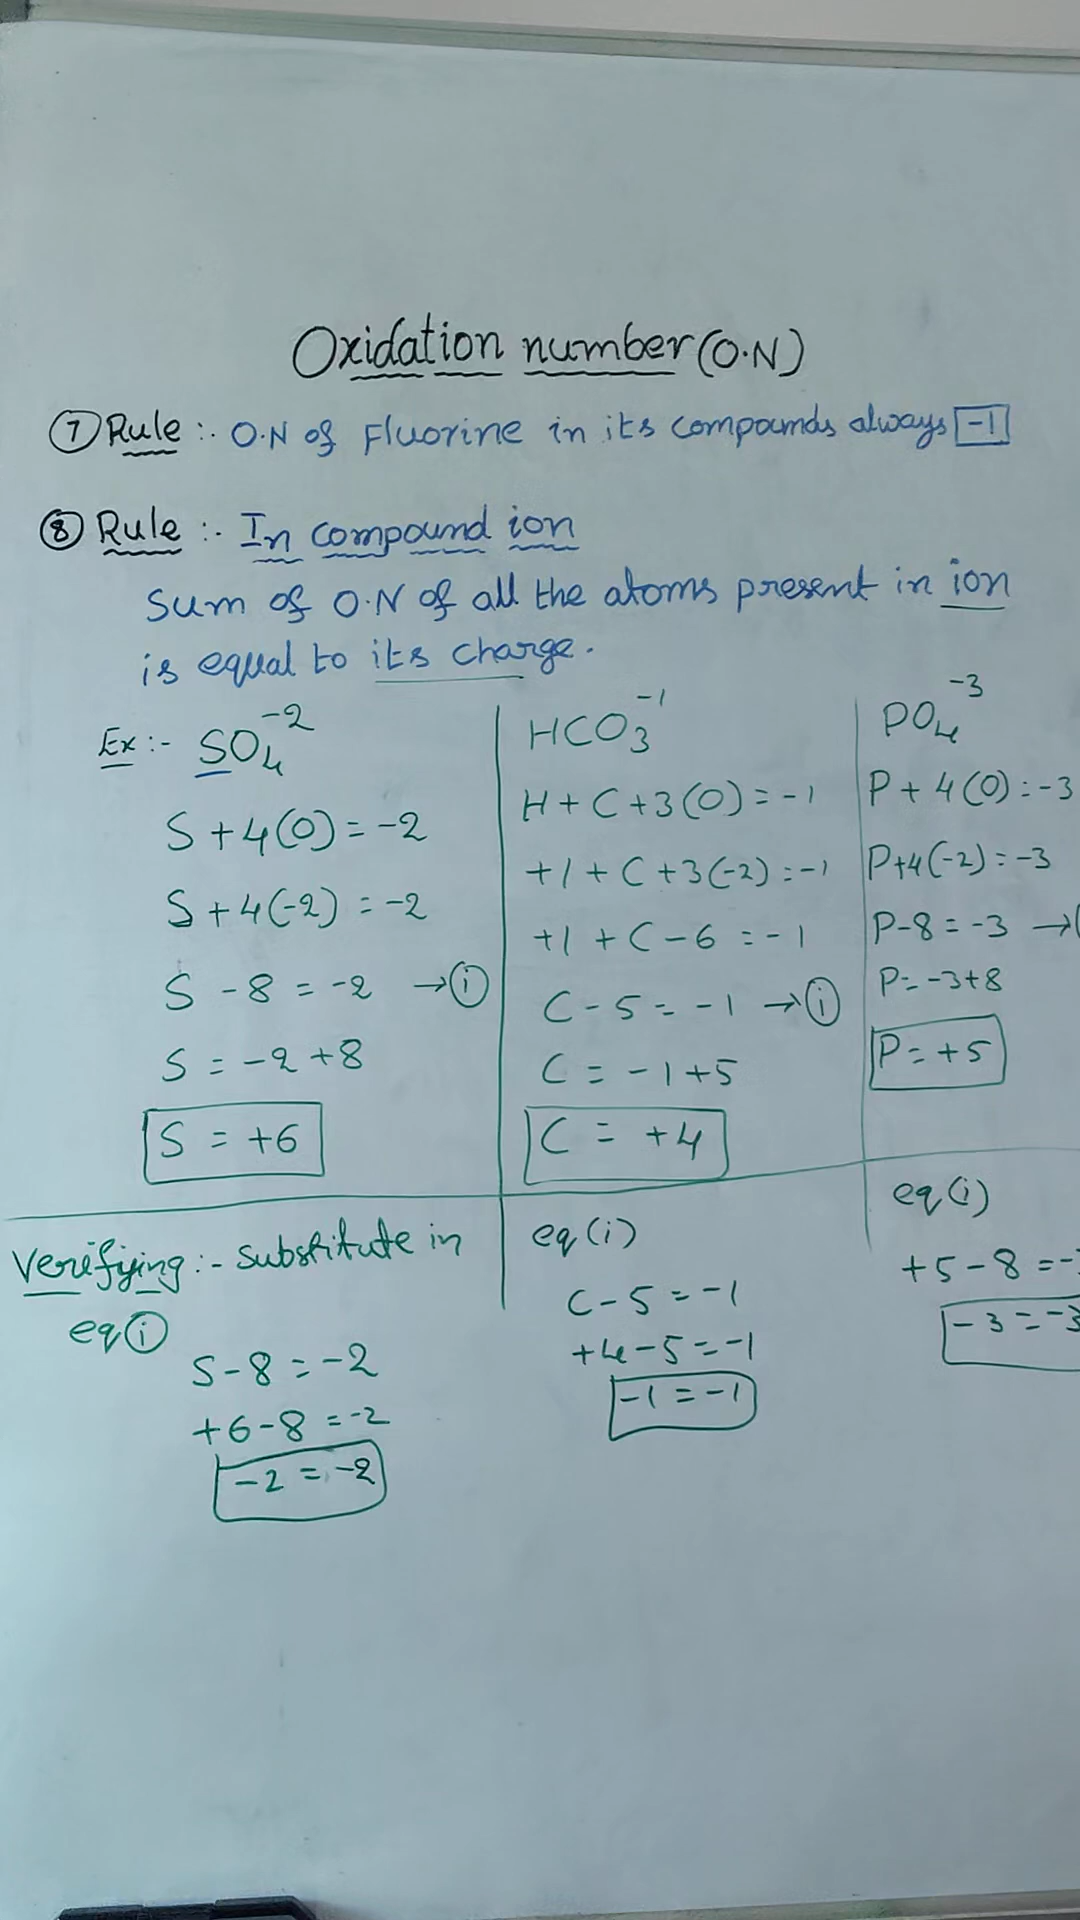 Oxidation number (O.N)
⑦ Rule :. O.N of Fluorine in its compounds always -1
⑧ Rule :. In compound ion
Sum of O.N of all the atoms present in ion
is equal to its charge.
Ex :- SO₄⁻²
S + 4(O) = -2
S + 4(-2) = -2
S - 8 = -2 → ⓘ
S = -2 + 8
S = +6
HCO₃⁻¹
H + C + 3(O) = -1
+1 + C + 3(-2) = -1
+1 + C - 6 = -1
C - 5 = -1 → ⓘ
C = -1 + 5
C = +4
PO₄⁻³
P + 4(O) = -3
P + 4(-2) = -3
P - 8 = -3 →
P = -3 + 8
P = +5
Verifying :- substitute in
eq ⓘ
S - 8 = -2
+6 - 8 = -2
-2 = -2
eq (i)
C - 5 = -1
+4 - 5 = -1
-1 = -1
eq (i)
+5 - 8 = -
-3 = -3